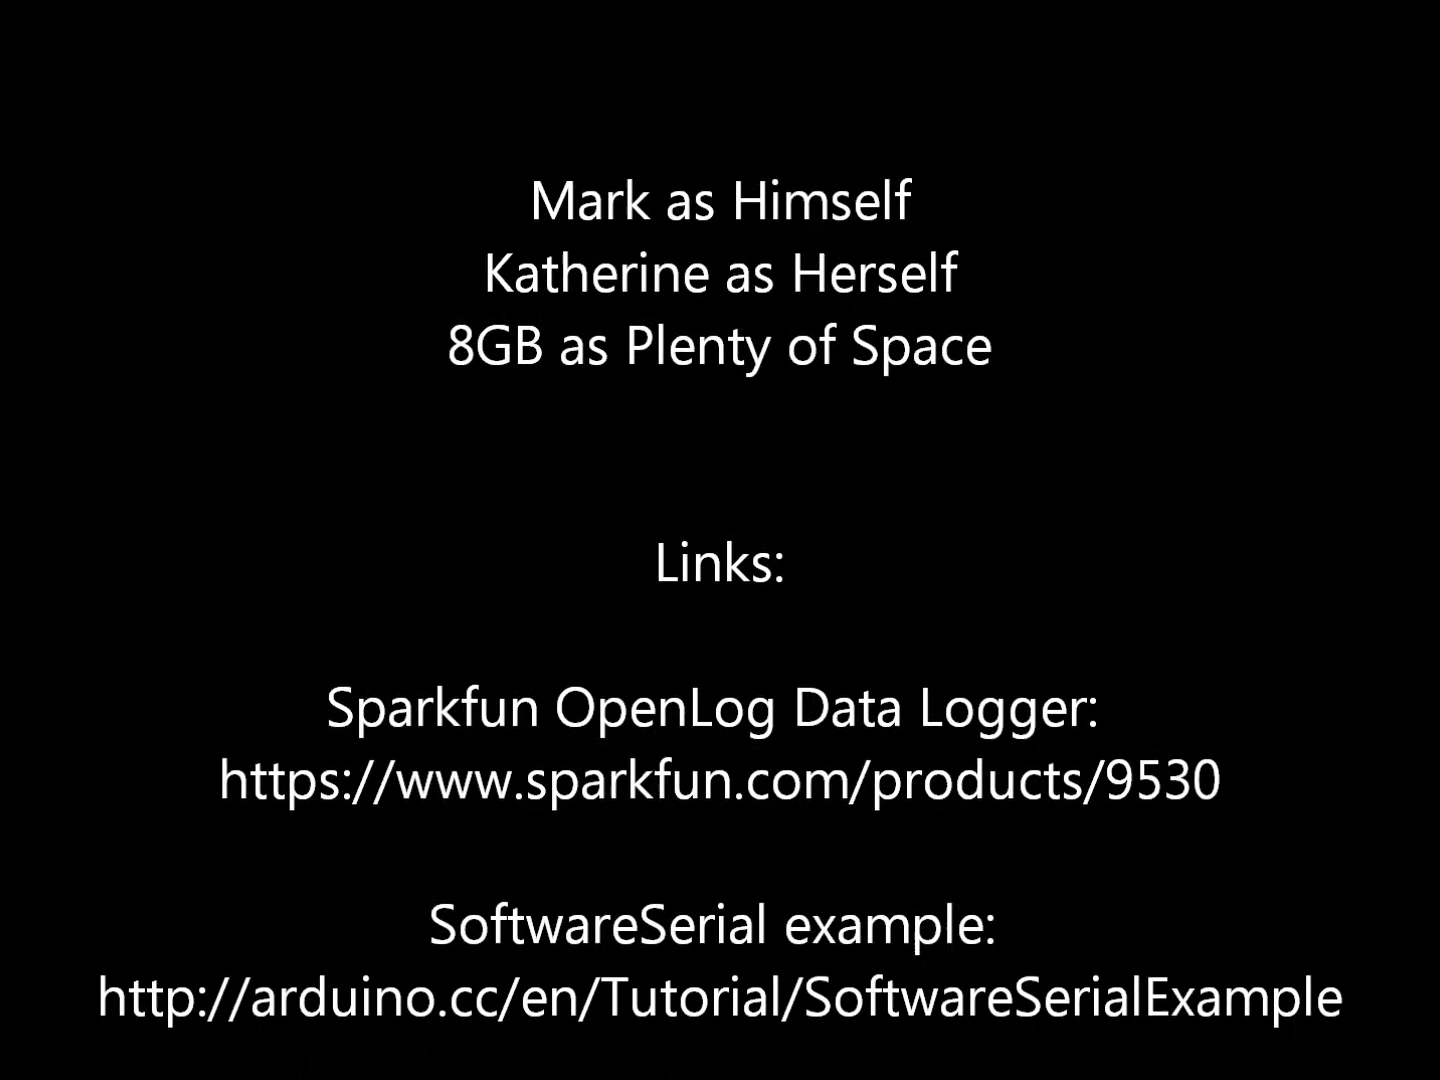 Mark as Himself
Katherine as Herself
8GB as Plenty of Space
Links:
Sparkfun OpenLog Data Logger:
https://www.sparkfun.com/products/9530
SoftwareSerial example:
http://arduino.cc/en/Tutorial/SoftwareSerialExample